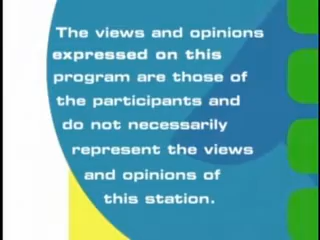 The views and opinions
expressed on this
program are those of
the participants and
do not necessarily
represent the views
and opinions of
this station.